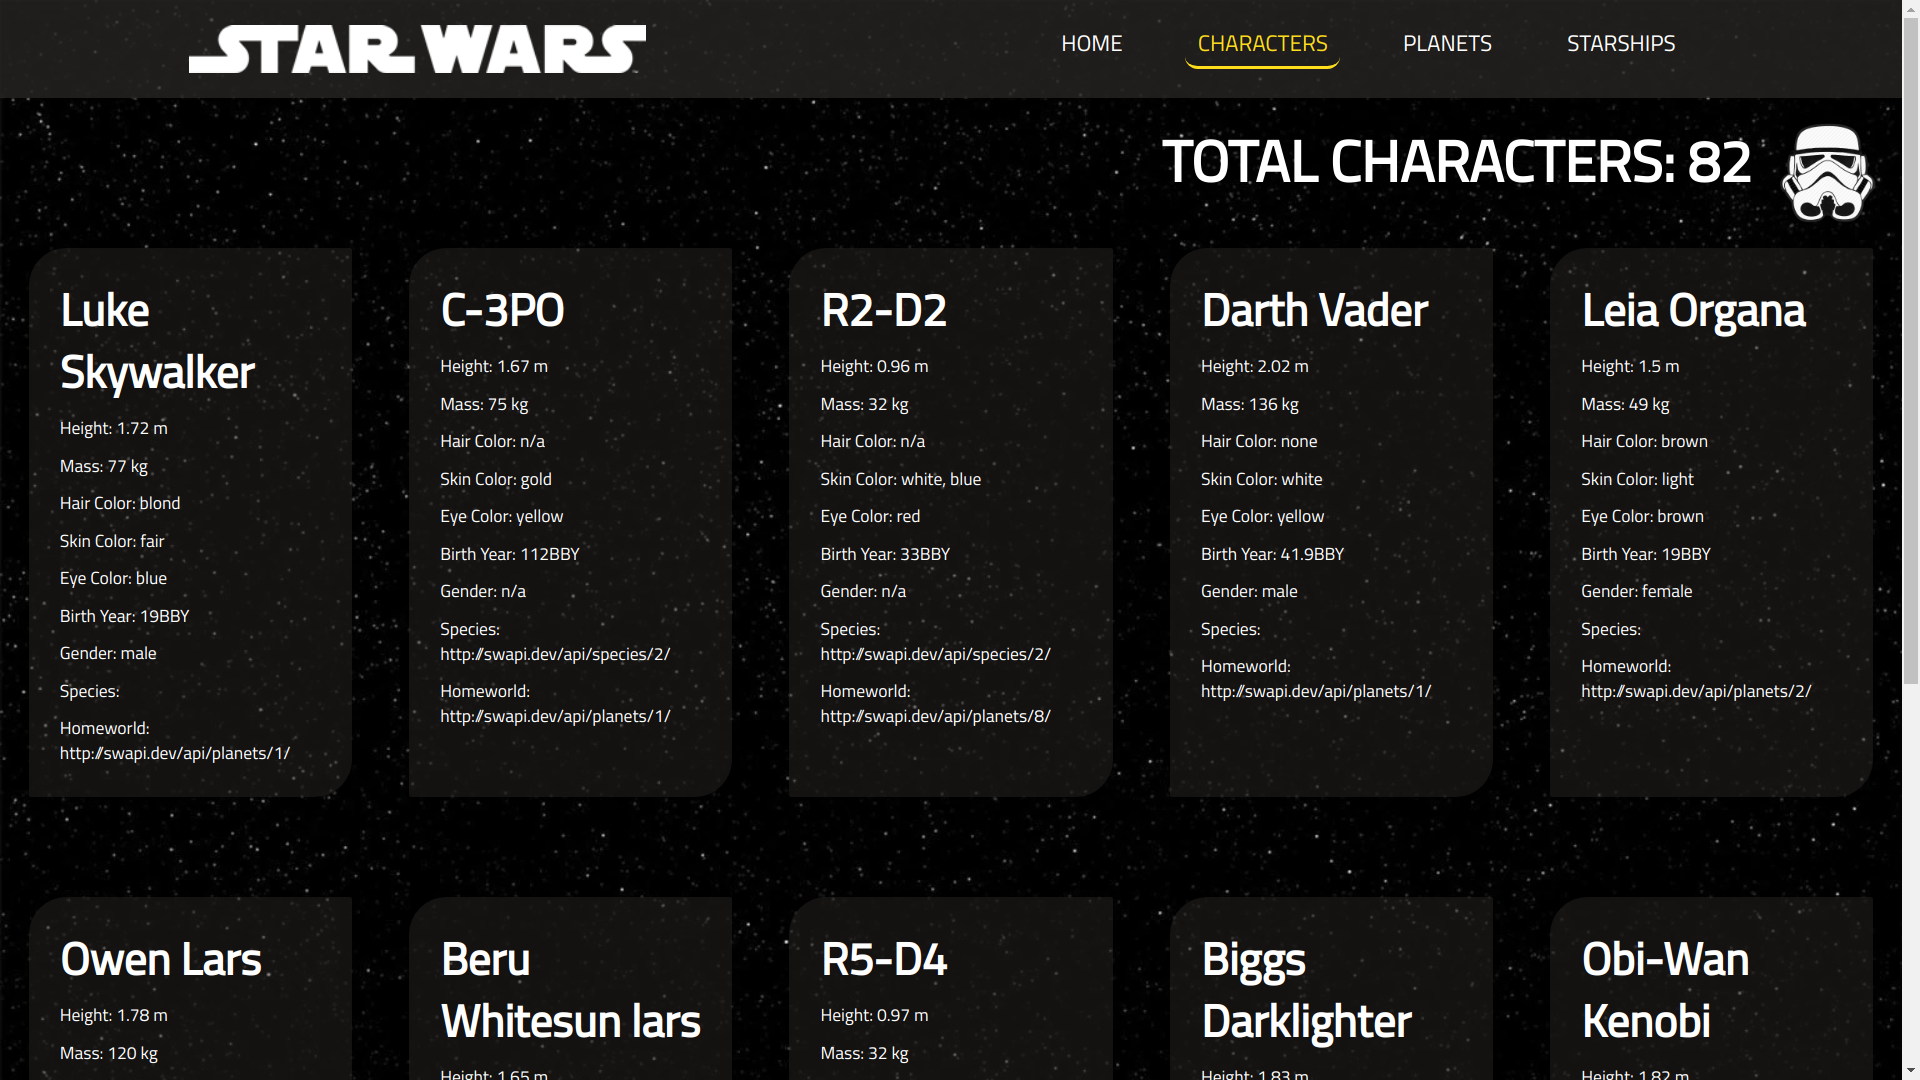 STAR WARS
HOME
CHARACTERS
PLANETS
STARSHIPS
TOTAL CHARACTERS: 82
Luke
Skywalker
Height: 1.72 m
Mass: 77 kg
Hair Color: blond
Skin Color: fair
Eye Color: blue
Birth Year: 19BBY
Gender: male
Species:
Homeworld:
http://swapi.dev/api/planets/1/
C-3PO
Height: 1.67 m
Mass: 75 kg
Hair Color: n/a
Skin Color: gold
Eye Color: yellow
Birth Year: 112BBY
Gender: n/a
Species:
http://swapi.dev/api/species/2/
Homeworld:
http://swapi.dev/api/planets/1/
R2-D2
Height: 0.96 m
Mass: 32 kg
Hair Color: n/a
Skin Color: white, blue
Eye Color: red
Birth Year: 33BBY
Gender: n/a
Species:
http://swapi.dev/api/species/2/
Homeworld:
http://swapi.dev/api/planets/8/
Darth Vader
Height: 2.02 m
Mass: 136 kg
Hair Color: none
Skin Color: white
Eye Color: yellow
Birth Year: 41.9BBY
Gender: male
Species:
Homeworld:
http://swapi.dev/api/planets/1/
Leia Organa
Height: 1.5 m
Mass: 49 kg
Hair Color: brown
Skin Color: light
Eye Color: brown
Birth Year: 19BBY
Gender: female
Species:
Homeworld:
http://swapi.dev/api/planets/2/
Owen Lars
Height: 1.78 m
Mass: 120 kg
Beru
Whitesun lars
Height: 1.65 m
R5-D4
Height: 0.97 m
Mass: 32 kg
Biggs
Darklighter
Height: 1.83 m
Obi-Wan
Kenobi
Height: 1.82 m